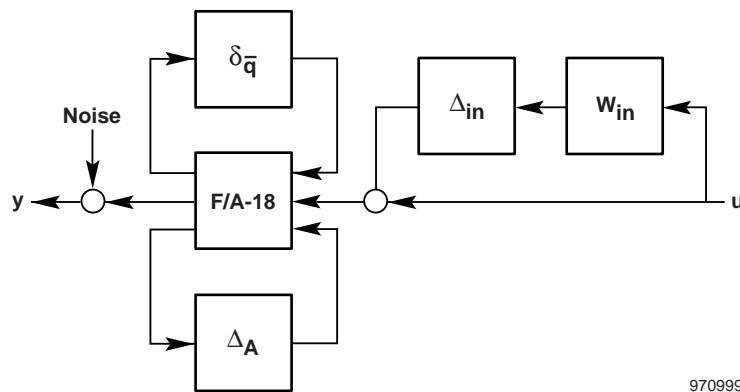 δq̄
Δin
Win
Noise
y
F/A-18
u
ΔA
970999